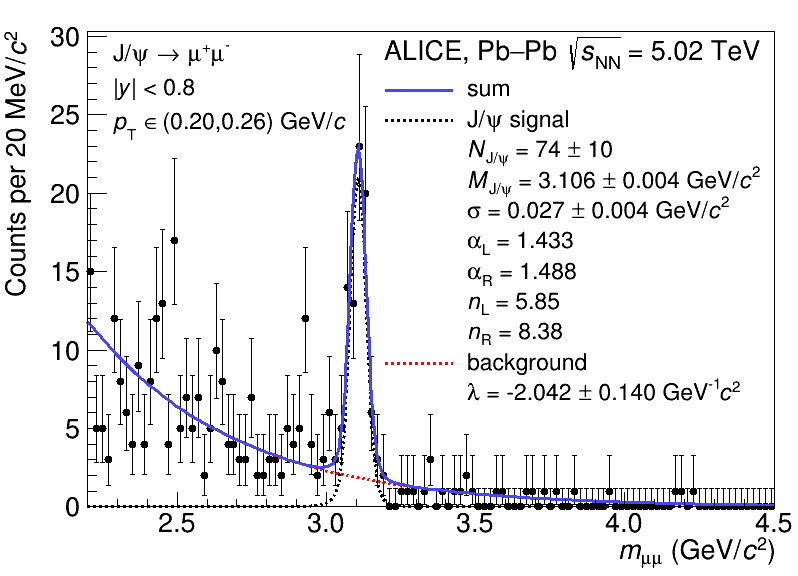 30
25
20
15
10
5
0
Counts per 20 MeV/c²
J/ψ → μ⁺μ⁻
|y| < 0.8
p_T ∈ (0.20,0.26) GeV/c
ALICE, Pb–Pb √s_NN = 5.02 TeV
sum
J/ψ signal
N_J/ψ = 74 ± 10
M_J/ψ = 3.106 ± 0.004 GeV/c²
σ = 0.027 ± 0.004 GeV/c²
α_L = 1.433
α_R = 1.488
n_L = 5.85
n_R = 8.38
background
λ = -2.042 ± 0.140 GeV⁻¹c²
2.5 3.0 3.5 4.0 4.5
m_μμ (GeV/c²)